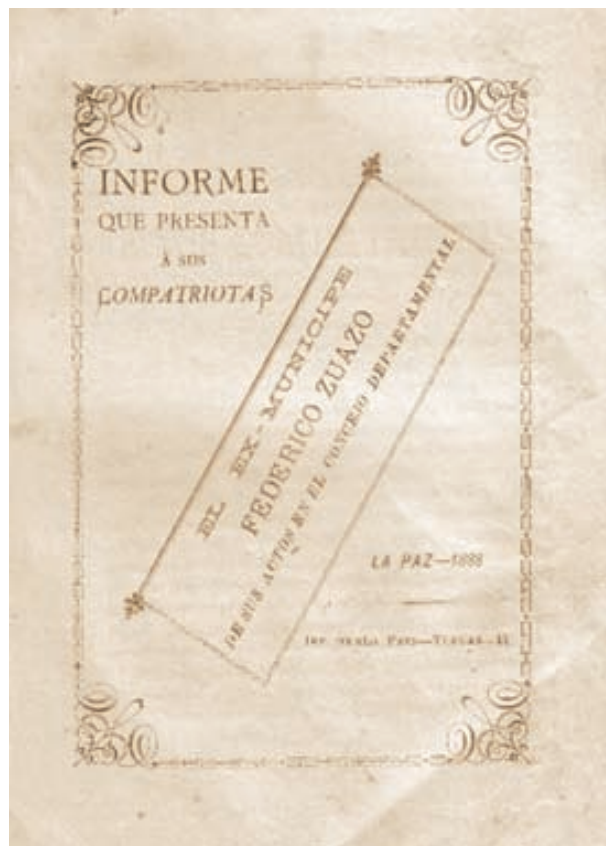 INFORME
QUE PRESENTA
à sus
COMPATRIOTAS
EL EX-MUNICIPE
FEDERICO ZUAZO
DE SUS ACTOS EN EL CONCEJO DEPARTAMENTAL
LA PAZ—1888